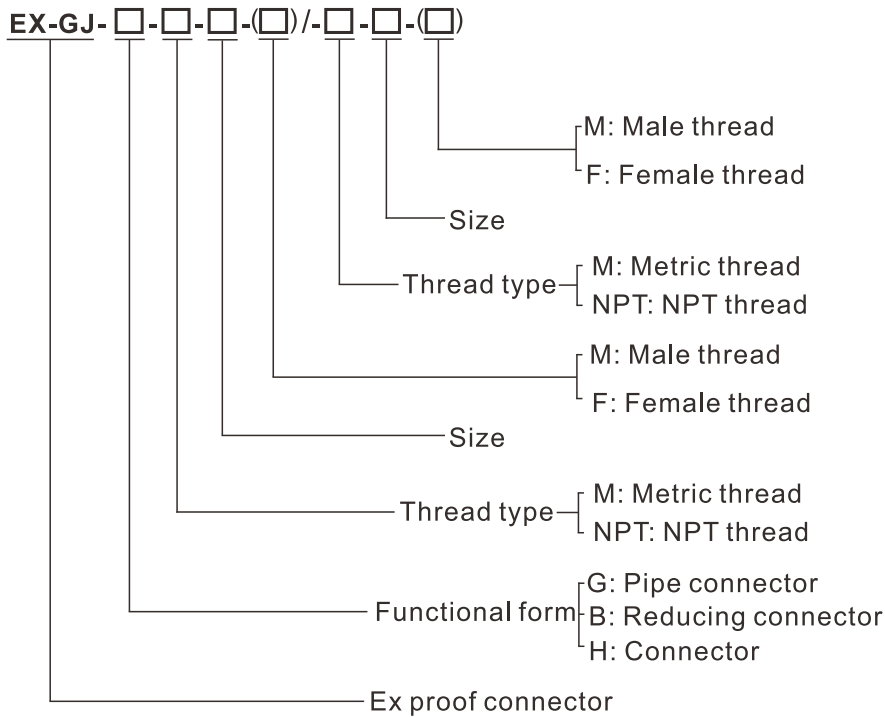 EX-GJ-□-□-□-(□)/-□-□-(□)
M: Male thread
F: Female thread
Size
Thread type
M: Metric thread
NPT: NPT thread
M: Male thread
F: Female thread
Size
Thread type
M: Metric thread
NPT: NPT thread
Functional form
G: Pipe connector
B: Reducing connector
H: Connector
Ex proof connector